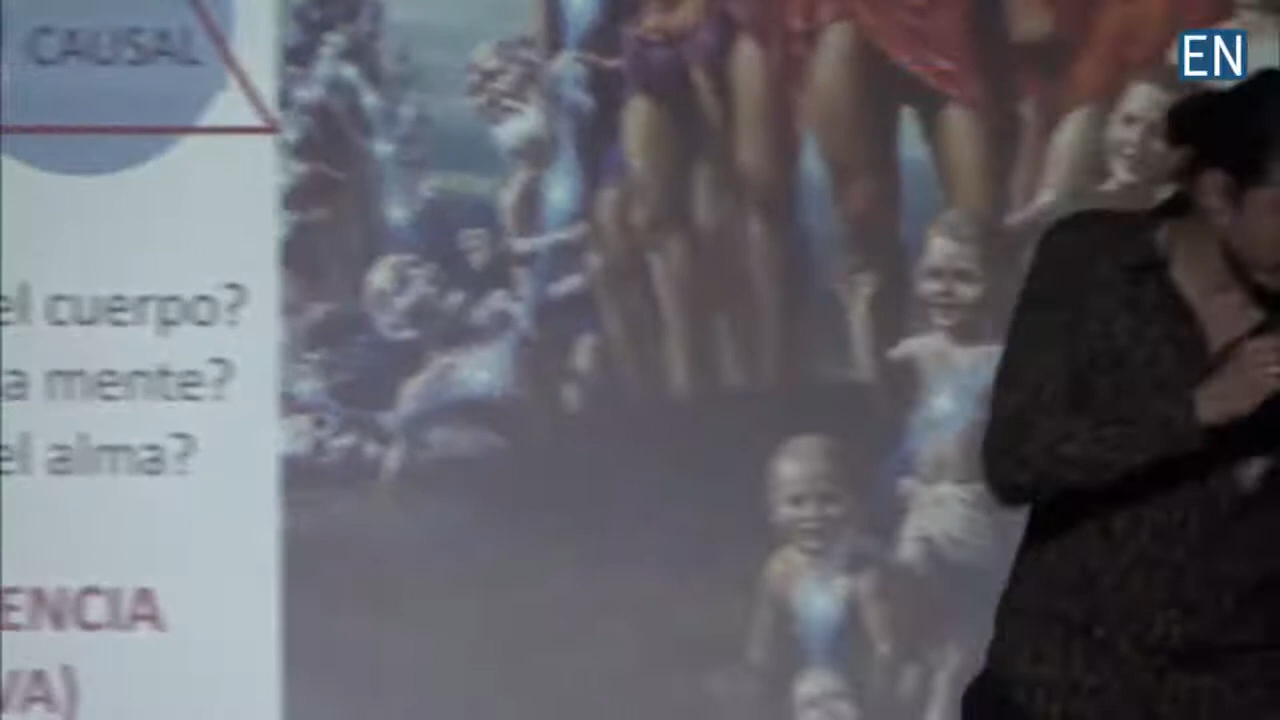 CAUSAL
EN
el cuerpo?
a mente?
el alma?
ENCIA
VA)